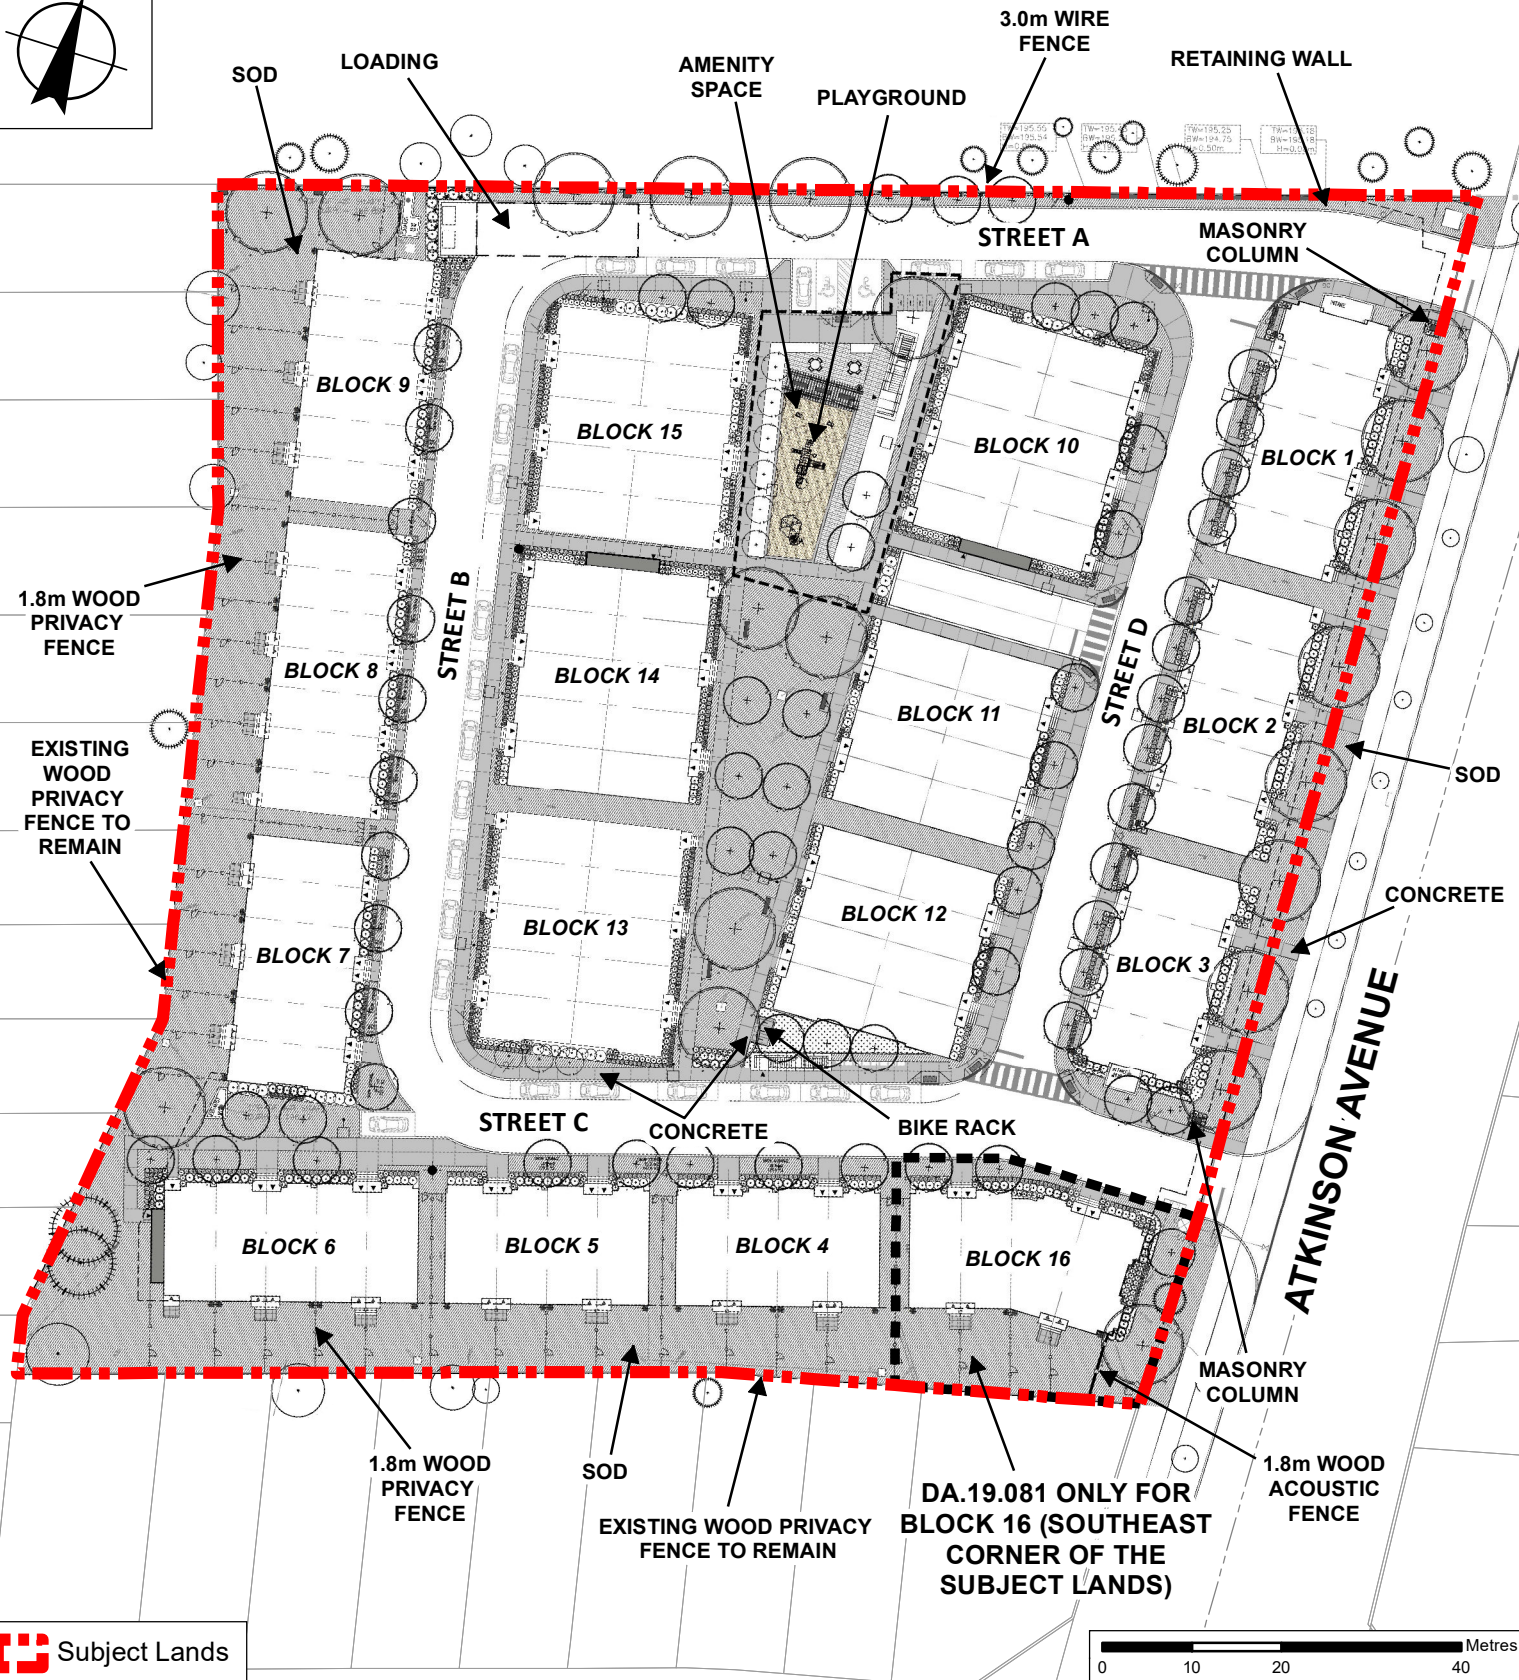 3.0m WIRE
FENCE
SOD
LOADING
AMENITY
SPACE
PLAYGROUND
RETAINING WALL
STREET A
MASONRY
COLUMN
BLOCK 9
BLOCK 15
BLOCK 10
BLOCK 1
1.8m WOOD
PRIVACY
FENCE
STREET B
BLOCK 8
BLOCK 14
BLOCK 11
STREET D
BLOCK 2
EXISTING
WOOD
PRIVACY
FENCE TO
REMAIN
SOD
CONCRETE
BLOCK 7
BLOCK 13
BLOCK 12
BLOCK 3
ATKINSON AVENUE
STREET C
CONCRETE
BIKE RACK
BLOCK 6
BLOCK 5
BLOCK 4
BLOCK 16
MASONRY
COLUMN
1.8m WOOD
PRIVACY
FENCE
SOD
EXISTING WOOD PRIVACY
FENCE TO REMAIN
DA.19.081 ONLY FOR
BLOCK 16 (SOUTHEAST
CORNER OF THE
SUBJECT LANDS)
1.8m WOOD
ACOUSTIC
FENCE
Subject Lands
Metres
0 10 20 40